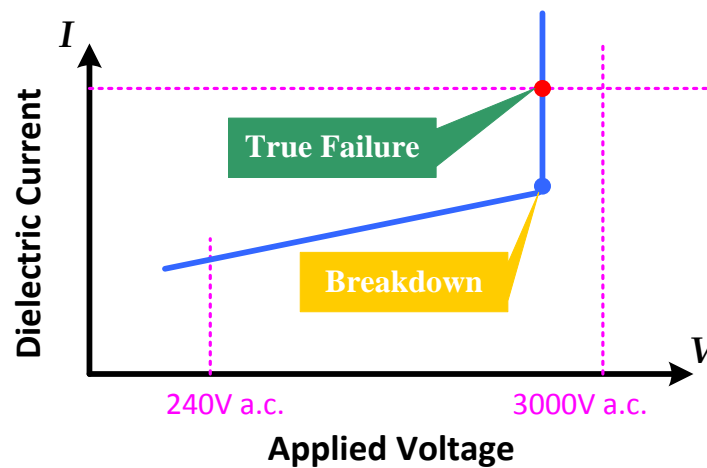 I
True Failure
Dielectric Current
Breakdown
V
240V a.c.
3000V a.c.
Applied Voltage